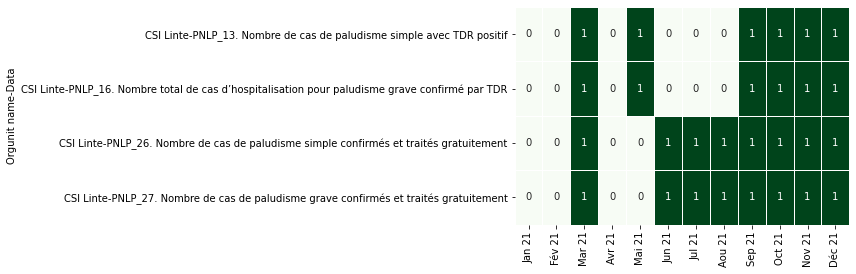 Orgunit name-Data
CSI Linte-PNLP_13. Nombre de cas de paludisme simple avec TDR positif
0 0 1 0 1 0 0 0 1 1 1 1
CSI Linte-PNLP_16. Nombre total de cas d’hospitalisation pour paludisme grave confirmé par TDR
0 0 1 0 1 0 0 0 1 1 1 1
CSI Linte-PNLP_26. Nombre de cas de paludisme simple confirmés et traités gratuitement
0 0 1 0 0 1 1 1 1 1 1 1
CSI Linte-PNLP_27. Nombre de cas de paludisme grave confirmés et traités gratuitement
0 0 1 0 0 1 1 1 1 1 1 1
Jan 21
Fév 21
Mar 21
Avr 21
Mai 21
Jun 21
Jul 21
Aou 21
Sep 21
Oct 21
Nov 21
Déc 21